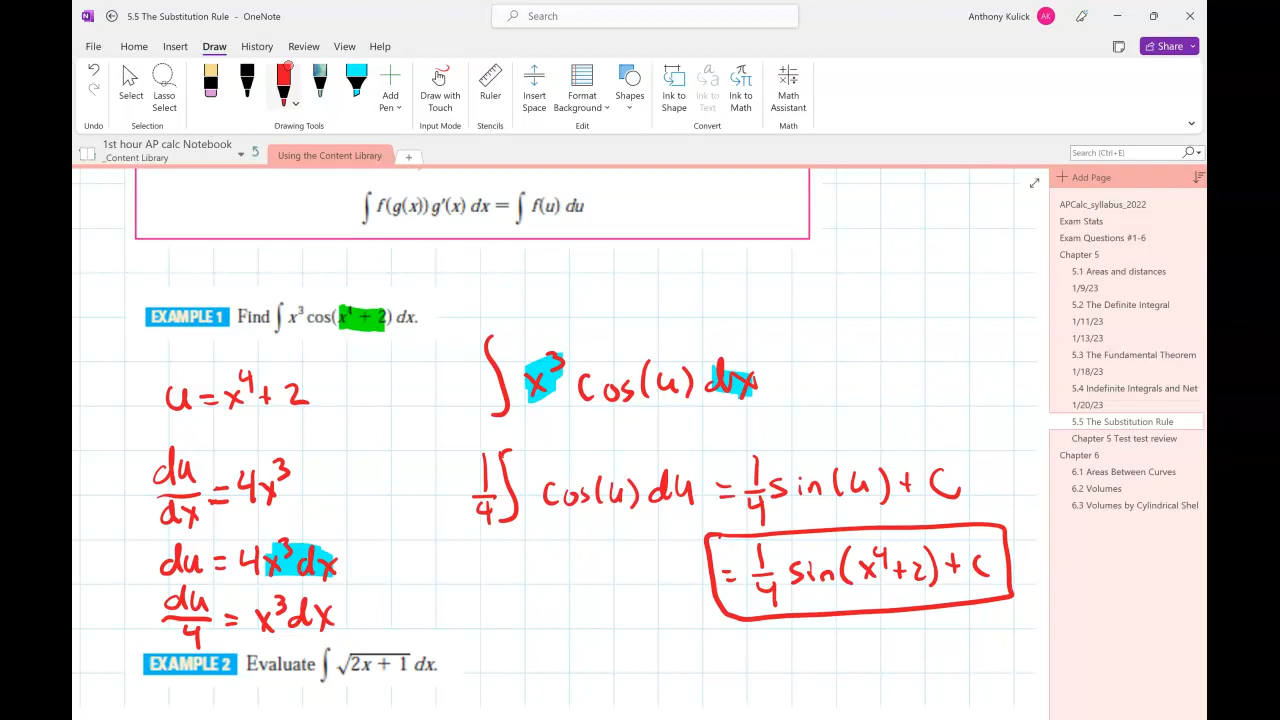 5.5 The Substitution Rule - OneNote
Search
Anthony Kulick AK
File Home Insert Draw History Review View Help
Share
Undo
Select
Lasso Select
Add Pen
Draw with Touch
Ruler
Insert Space
Format Background
Shapes
Ink to Shape
Ink to Text
Ink to Math
Math Assistant
Undo Selection Drawing Tools Input Mode Stencils Edit Convert Math
1st hour AP calc Notebook
_Content Library
Using the Content Library
Search (Ctrl+E)
Add Page
APCalc_syllabus_2022
Exam Stats
Exam Questions #1-6
Chapter 5
5.1 Areas and distances
1/9/23
5.2 The Definite Integral
1/11/23
1/13/23
5.3 The Fundamental Theorem
1/18/23
5.4 Indefinite Integrals and Net
1/20/23
5.5 The Substitution Rule
Chapter 5 Test test review
Chapter 6
6.1 Areas Between Curves
6.2 Volumes
6.3 Volumes by Cylindrical Shel
∫ f(g(x)) g′(x) dx = ∫ f(u) du
EXAMPLE 1 Find ∫ x³ cos(x⁴ + 2) dx.
u = x⁴ + 2
du/dx = 4x³
du = 4x³dx
du/4 = x³dx
∫ x³ cos(u) dx
1/4 ∫ cos(u) du = 1/4 sin(u) + C
= 1/4 sin(x⁴+2) + C
EXAMPLE 2 Evaluate ∫ √(2x + 1) dx.